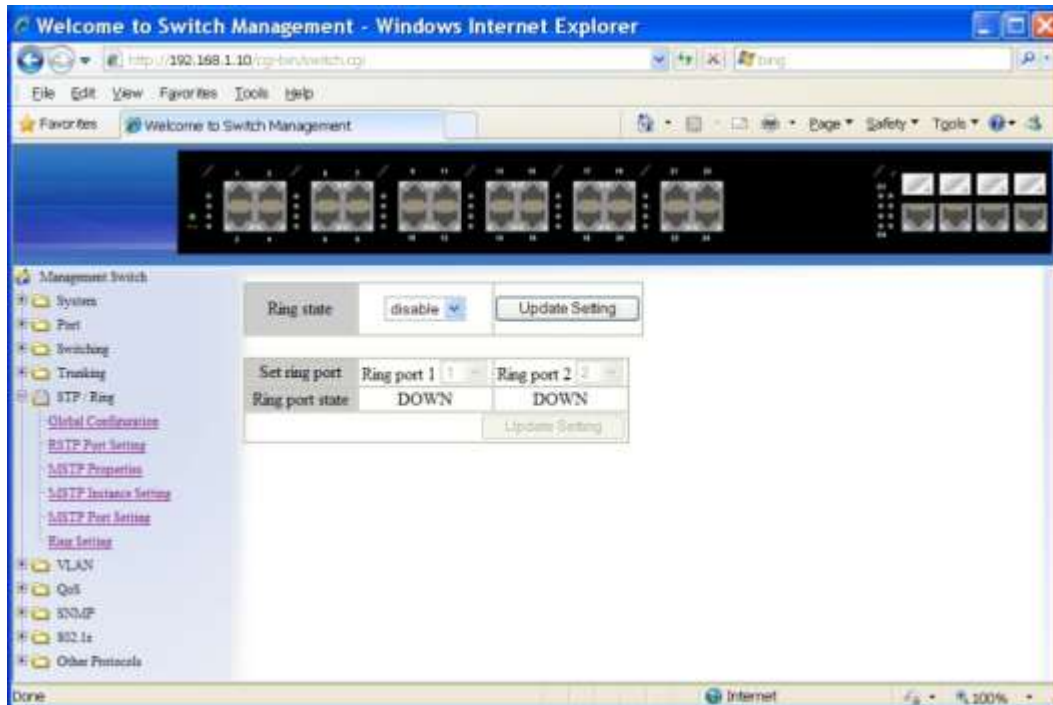 Welcome to Switch Management - Windows Internet Explorer
http://192.168.1.10/cgi-bin/switch.cgi
bing
File Edit View Favorites Tools Help
Favorites Welcome to Switch Management Page Safety Tools
Management Switch
System
Port
Switching
Trunking
STP / Ring
Global Configuration
RSTP Port Setting
MSTP Properties
MSTP Instance Setting
MSTP Port Setting
Ring Setting
VLAN
QoS
SNMP
802.1x
Other Protocols
Ring state disable Update Setting
Set ring port Ring port 1 1 Ring port 2 2
Ring port state DOWN DOWN
Update Setting
Done Internet 100%